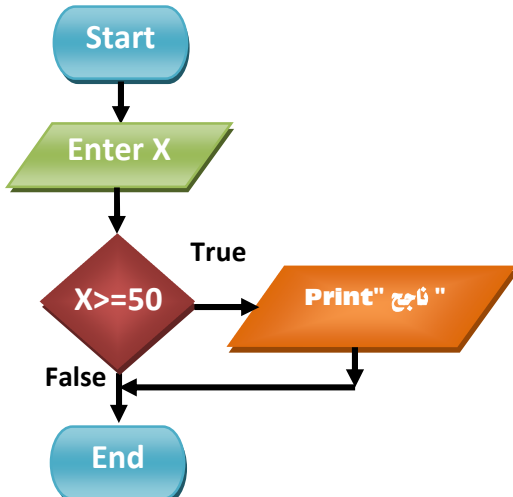 Start
Enter X
True
X>=50
Print" ناجح "
False
End